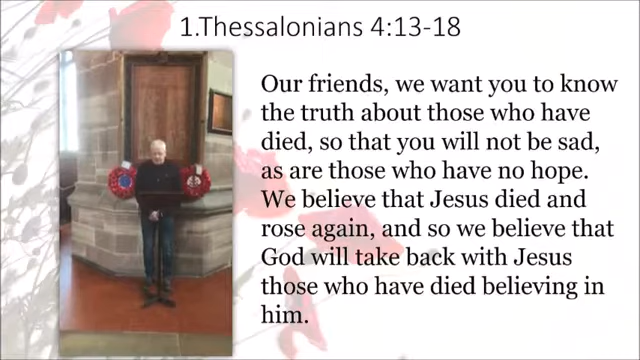 1.Thessalonians 4:13-18
Our friends, we want you to know
the truth about those who have
died, so that you will not be sad,
as are those who have no hope.
We believe that Jesus died and
rose again, and so we believe that
God will take back with Jesus
those who have died believing in
him.